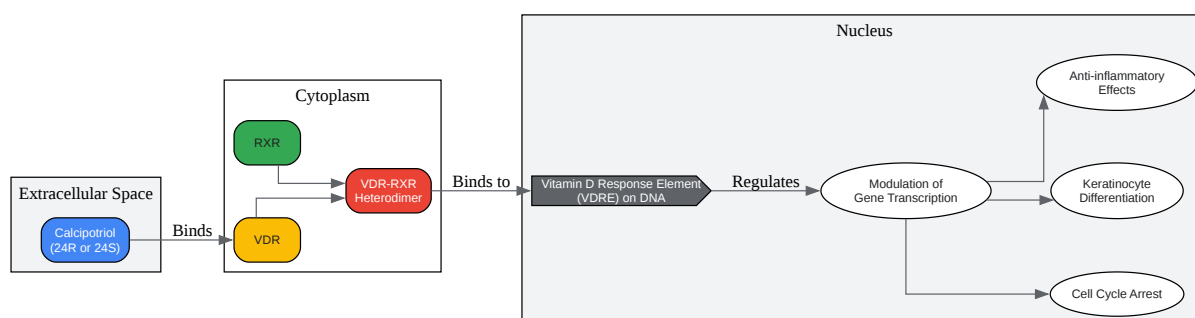 Nucleus
Anti-inflammatory
Effects
Cytoplasm
RXR
Extracellular Space
Calcipotriol
(24R or 24S)
Binds
VDR
VDR-RXR
Heterodimer
Binds to
Vitamin D Response Element
(VDRE) on DNA
Regulates
Modulation of
Gene Transcription
Keratinocyte
Differentiation
Cell Cycle Arrest